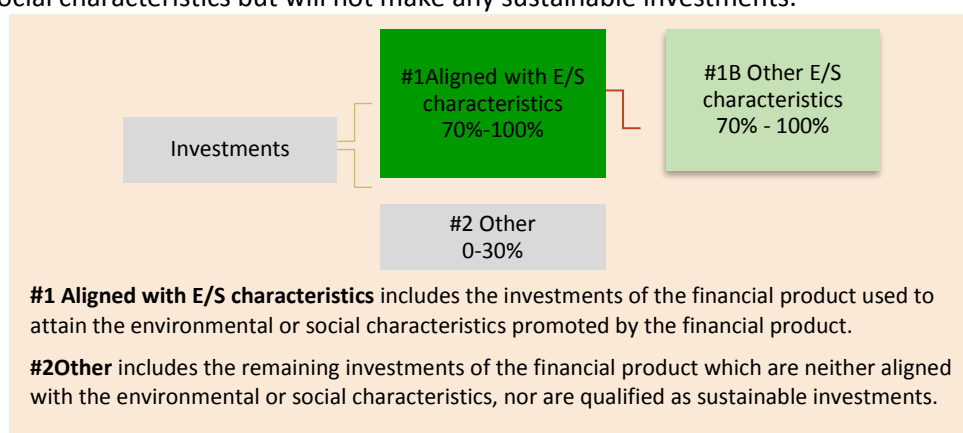 social characteristics but will not make any sustainable investments.
#1Aligned with E/S
characteristics
70%-100%
#1B Other E/S
characteristics
70% - 100%
Investments
#2 Other
0-30%
#1 Aligned with E/S characteristics includes the investments of the financial product used to
attain the environmental or social characteristics promoted by the financial product.
#2Other includes the remaining investments of the financial product which are neither aligned
with the environmental or social characteristics, nor are qualified as sustainable investments.